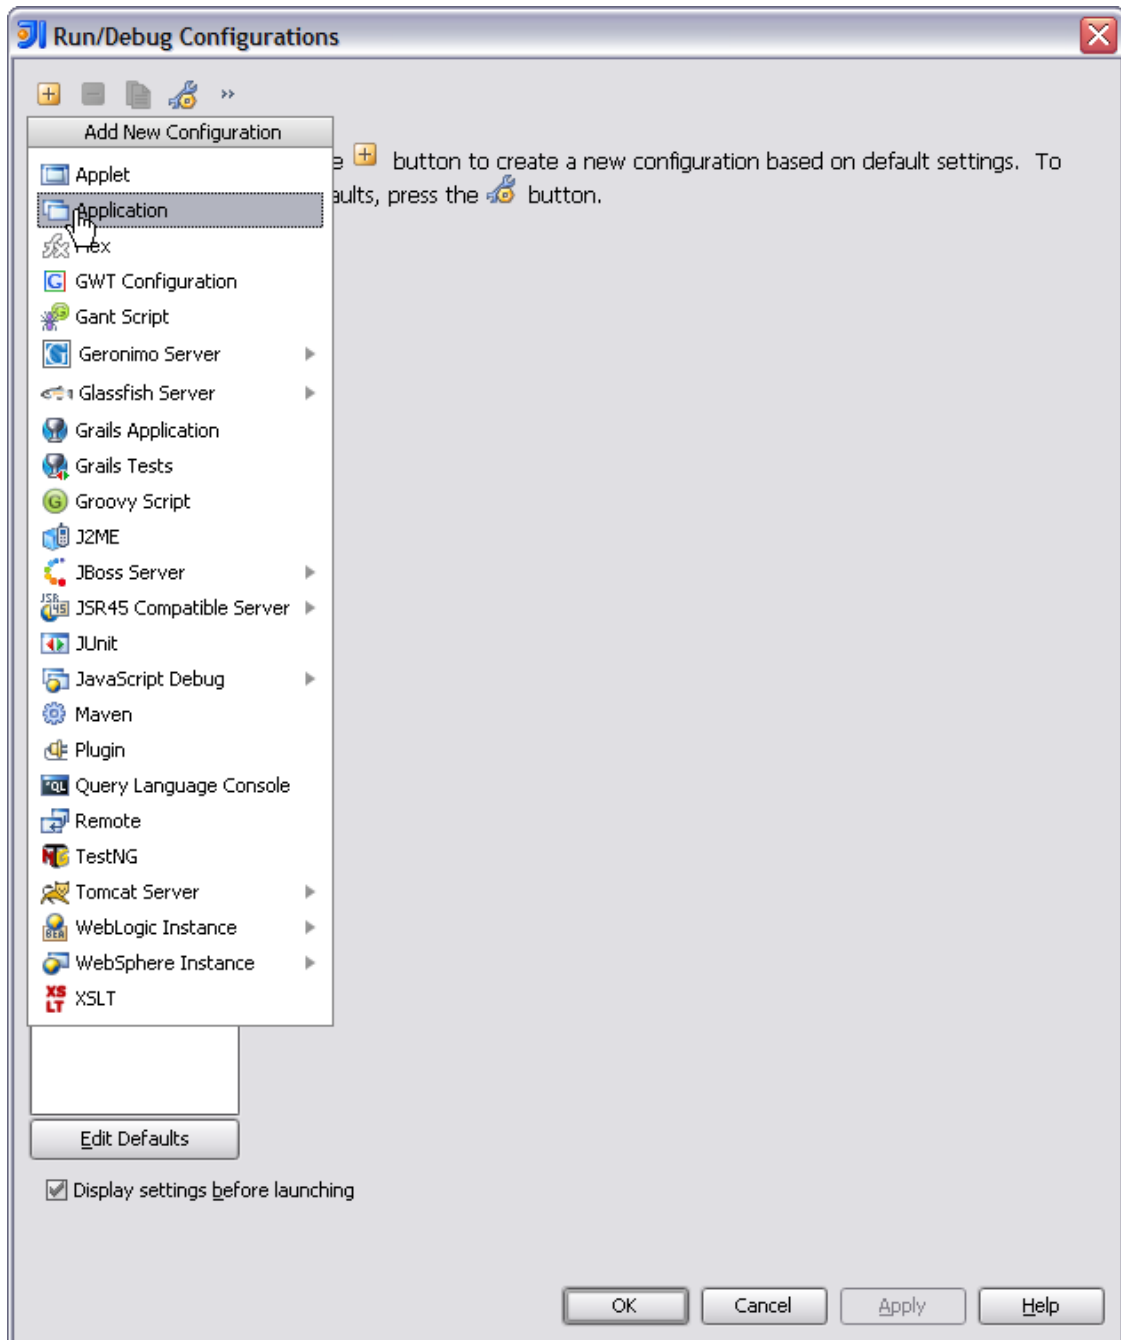 Run/Debug Configurations
Add New Configuration
button to create a new configuration based on default settings. To
press the button.
Applet
Application
GWT Configuration
Gant Script
Geronimo Server
Glassfish Server
Grails Application
Grails Tests
Groovy Script
J2ME
JBoss Server
JSR45 Compatible Server
JUnit
JavaScript Debug
Maven
Plugin
Query Language Console
Remote
TestNG
Tomcat Server
WebLogic Instance
WebSphere Instance
XSLT
Edit Defaults
Display settings before launching
OK Cancel Apply Help